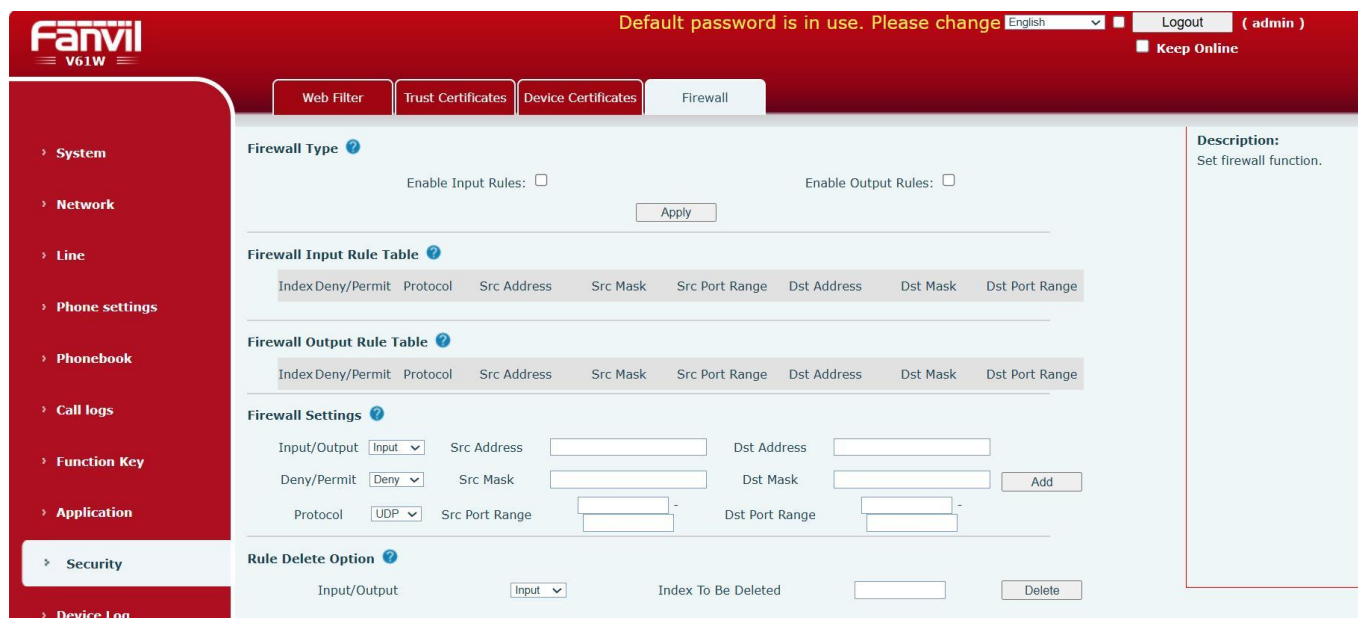 Fanvil
V61W
Default password is in use. Please change English Logout ( admin )
Keep Online
Web Filter Trust Certificates Device Certificates Firewall
System
Network
Line
Phone settings
Phonebook
Call logs
Function Key
Application
Security
Device Log
Firewall Type ?
Enable Input Rules: Enable Output Rules:
Apply
Firewall Input Rule Table ?
Index Deny/Permit Protocol Src Address Src Mask Src Port Range Dst Address Dst Mask Dst Port Range
Firewall Output Rule Table ?
Index Deny/Permit Protocol Src Address Src Mask Src Port Range Dst Address Dst Mask Dst Port Range
Firewall Settings ?
Input/Output Input Src Address Dst Address
Deny/Permit Deny Src Mask Dst Mask Add
Protocol UDP Src Port Range - Dst Port Range -
Rule Delete Option ?
Input/Output Input Index To Be Deleted Delete
Description:
Set firewall function.